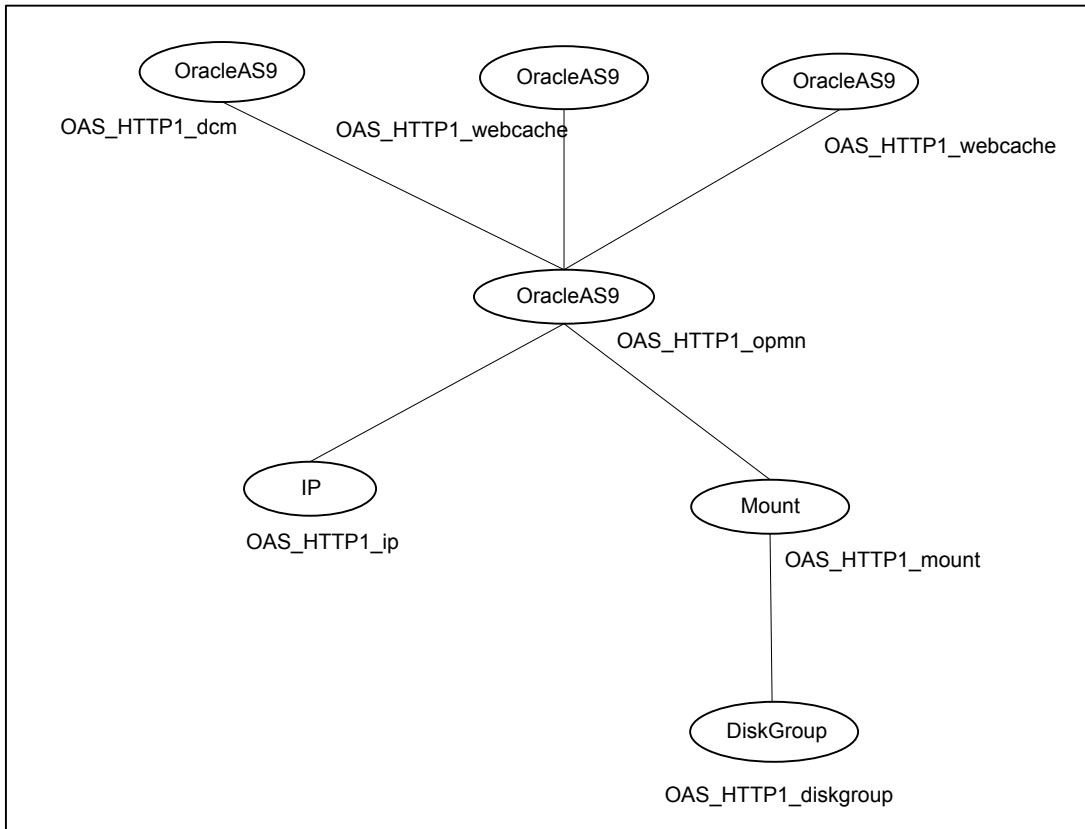 OracleAS9
OracleAS9
OracleAS9
OAS_HTTP1_dcm
OAS_HTTP1_webcache
OAS_HTTP1_webcache
OracleAS9
OAS_HTTP1_opmn
IP
OAS_HTTP1_ip
Mount
OAS_HTTP1_mount
DiskGroup
OAS_HTTP1_diskgroup